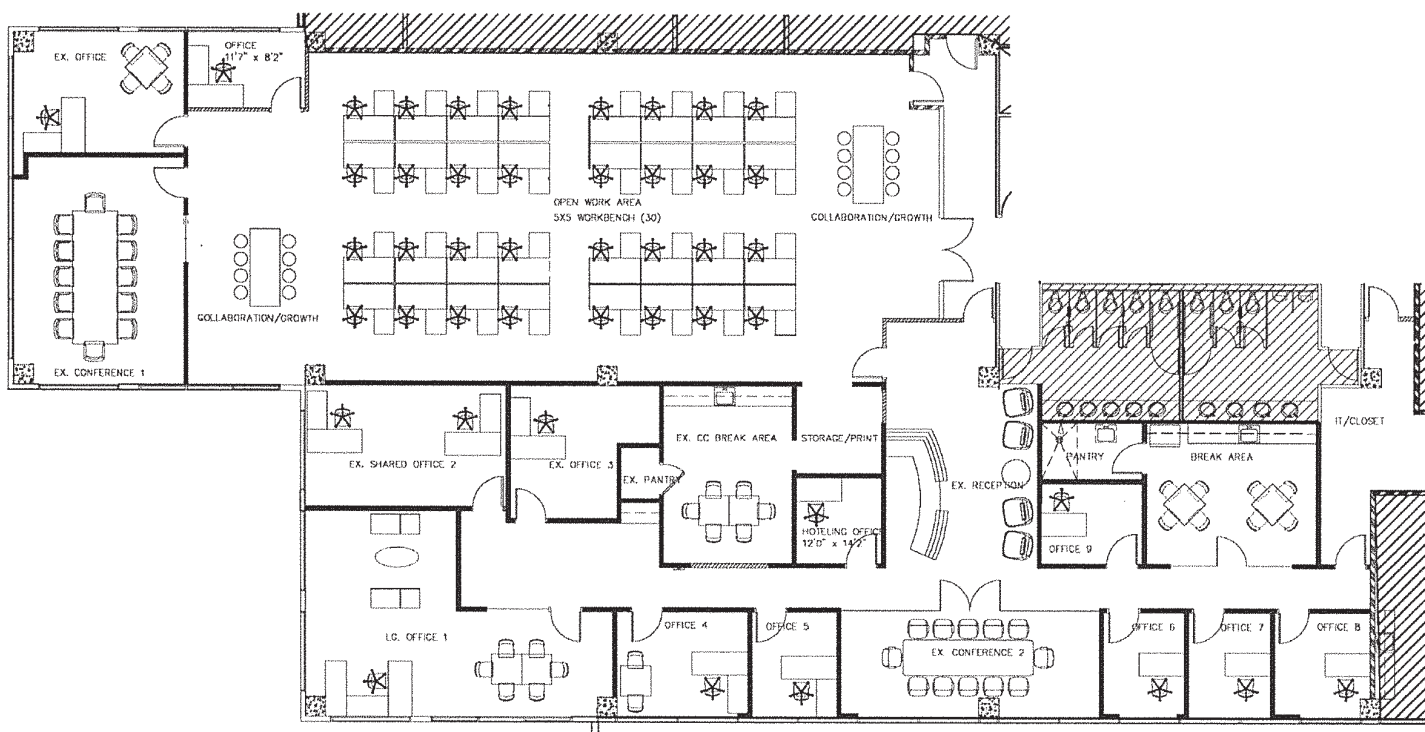 EX. OFFICE
OFFICE
11'7" x 8'2"
OPEN WORK AREA
5X5 WORKBENCH (30)
COLLABORATION/GROWTH
COLLABORATION/GROWTH
EX. CONFERENCE 1
EX. SHARED OFFICE 2
EX. OFFICE 3
EX. PANTRY
EX. CC BREAK AREA
STORAGE/PRINT
HOTELING OFFICE
12'0" x 14'2"
EX. RECEPTION
PANTRY
BREAK AREA
IT/CLOSET
OFFICE 9
LG. OFFICE 1
OFFICE 4
OFFICE 5
EX. CONFERENCE 2
OFFICE 6
OFFICE 7
OFFICE 8